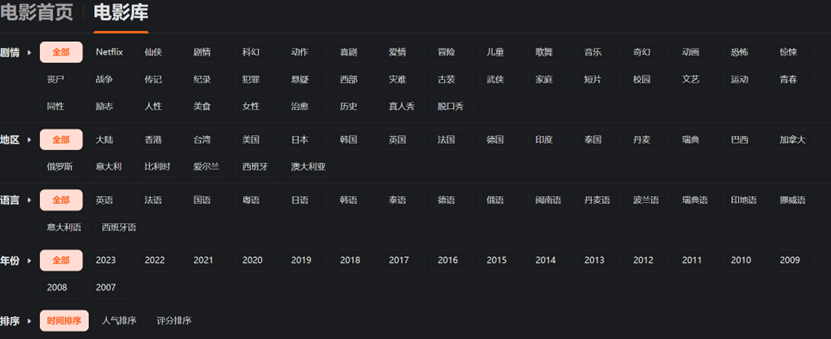 电影首页 电影库
剧情 全部 Netflix 仙侠 剧情 科幻 动作 喜剧 爱情 冒险 儿童 歌舞 音乐 奇幻 动画 恐怖 惊悚
丧尸 战争 传记 纪录 犯罪 悬疑 西部 灾难 古装 武侠 家庭 短片 校园 文艺 运动 青春
同性 励志 人性 美食 女性 治愈 历史 真人秀 脱口秀
地区 全部 大陆 香港 台湾 美国 日本 韩国 英国 法国 德国 印度 泰国 丹麦 瑞典 巴西 加拿大
俄罗斯 意大利 比利时 爱尔兰 西班牙 澳大利亚
语言 全部 英语 法语 国语 粤语 日语 韩语 泰语 德语 俄语 闽南语 丹麦语 波兰语 瑞典语 印地语 挪威语
意大利语 西班牙语
年份 全部 2023 2022 2021 2020 2019 2018 2017 2016 2015 2014 2013 2012 2011 2010 2009
2008 2007
排序 时间排序 人气排序 评分排序